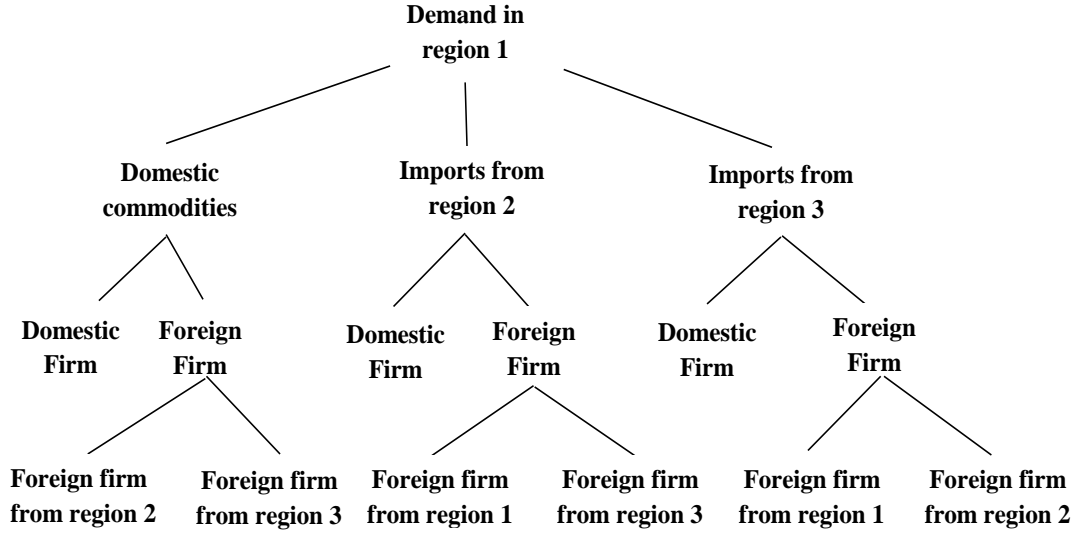 Demand in
region 1
Domestic
commodities
Imports from
region 2
Imports from
region 3
Domestic
Firm
Foreign
Firm
Domestic
Firm
Foreign
Firm
Domestic
Firm
Foreign
Firm
Foreign firm
from region 2
Foreign firm
from region 3
Foreign firm
from region 1
Foreign firm
from region 3
Foreign firm
from region 1
Foreign firm
from region 2